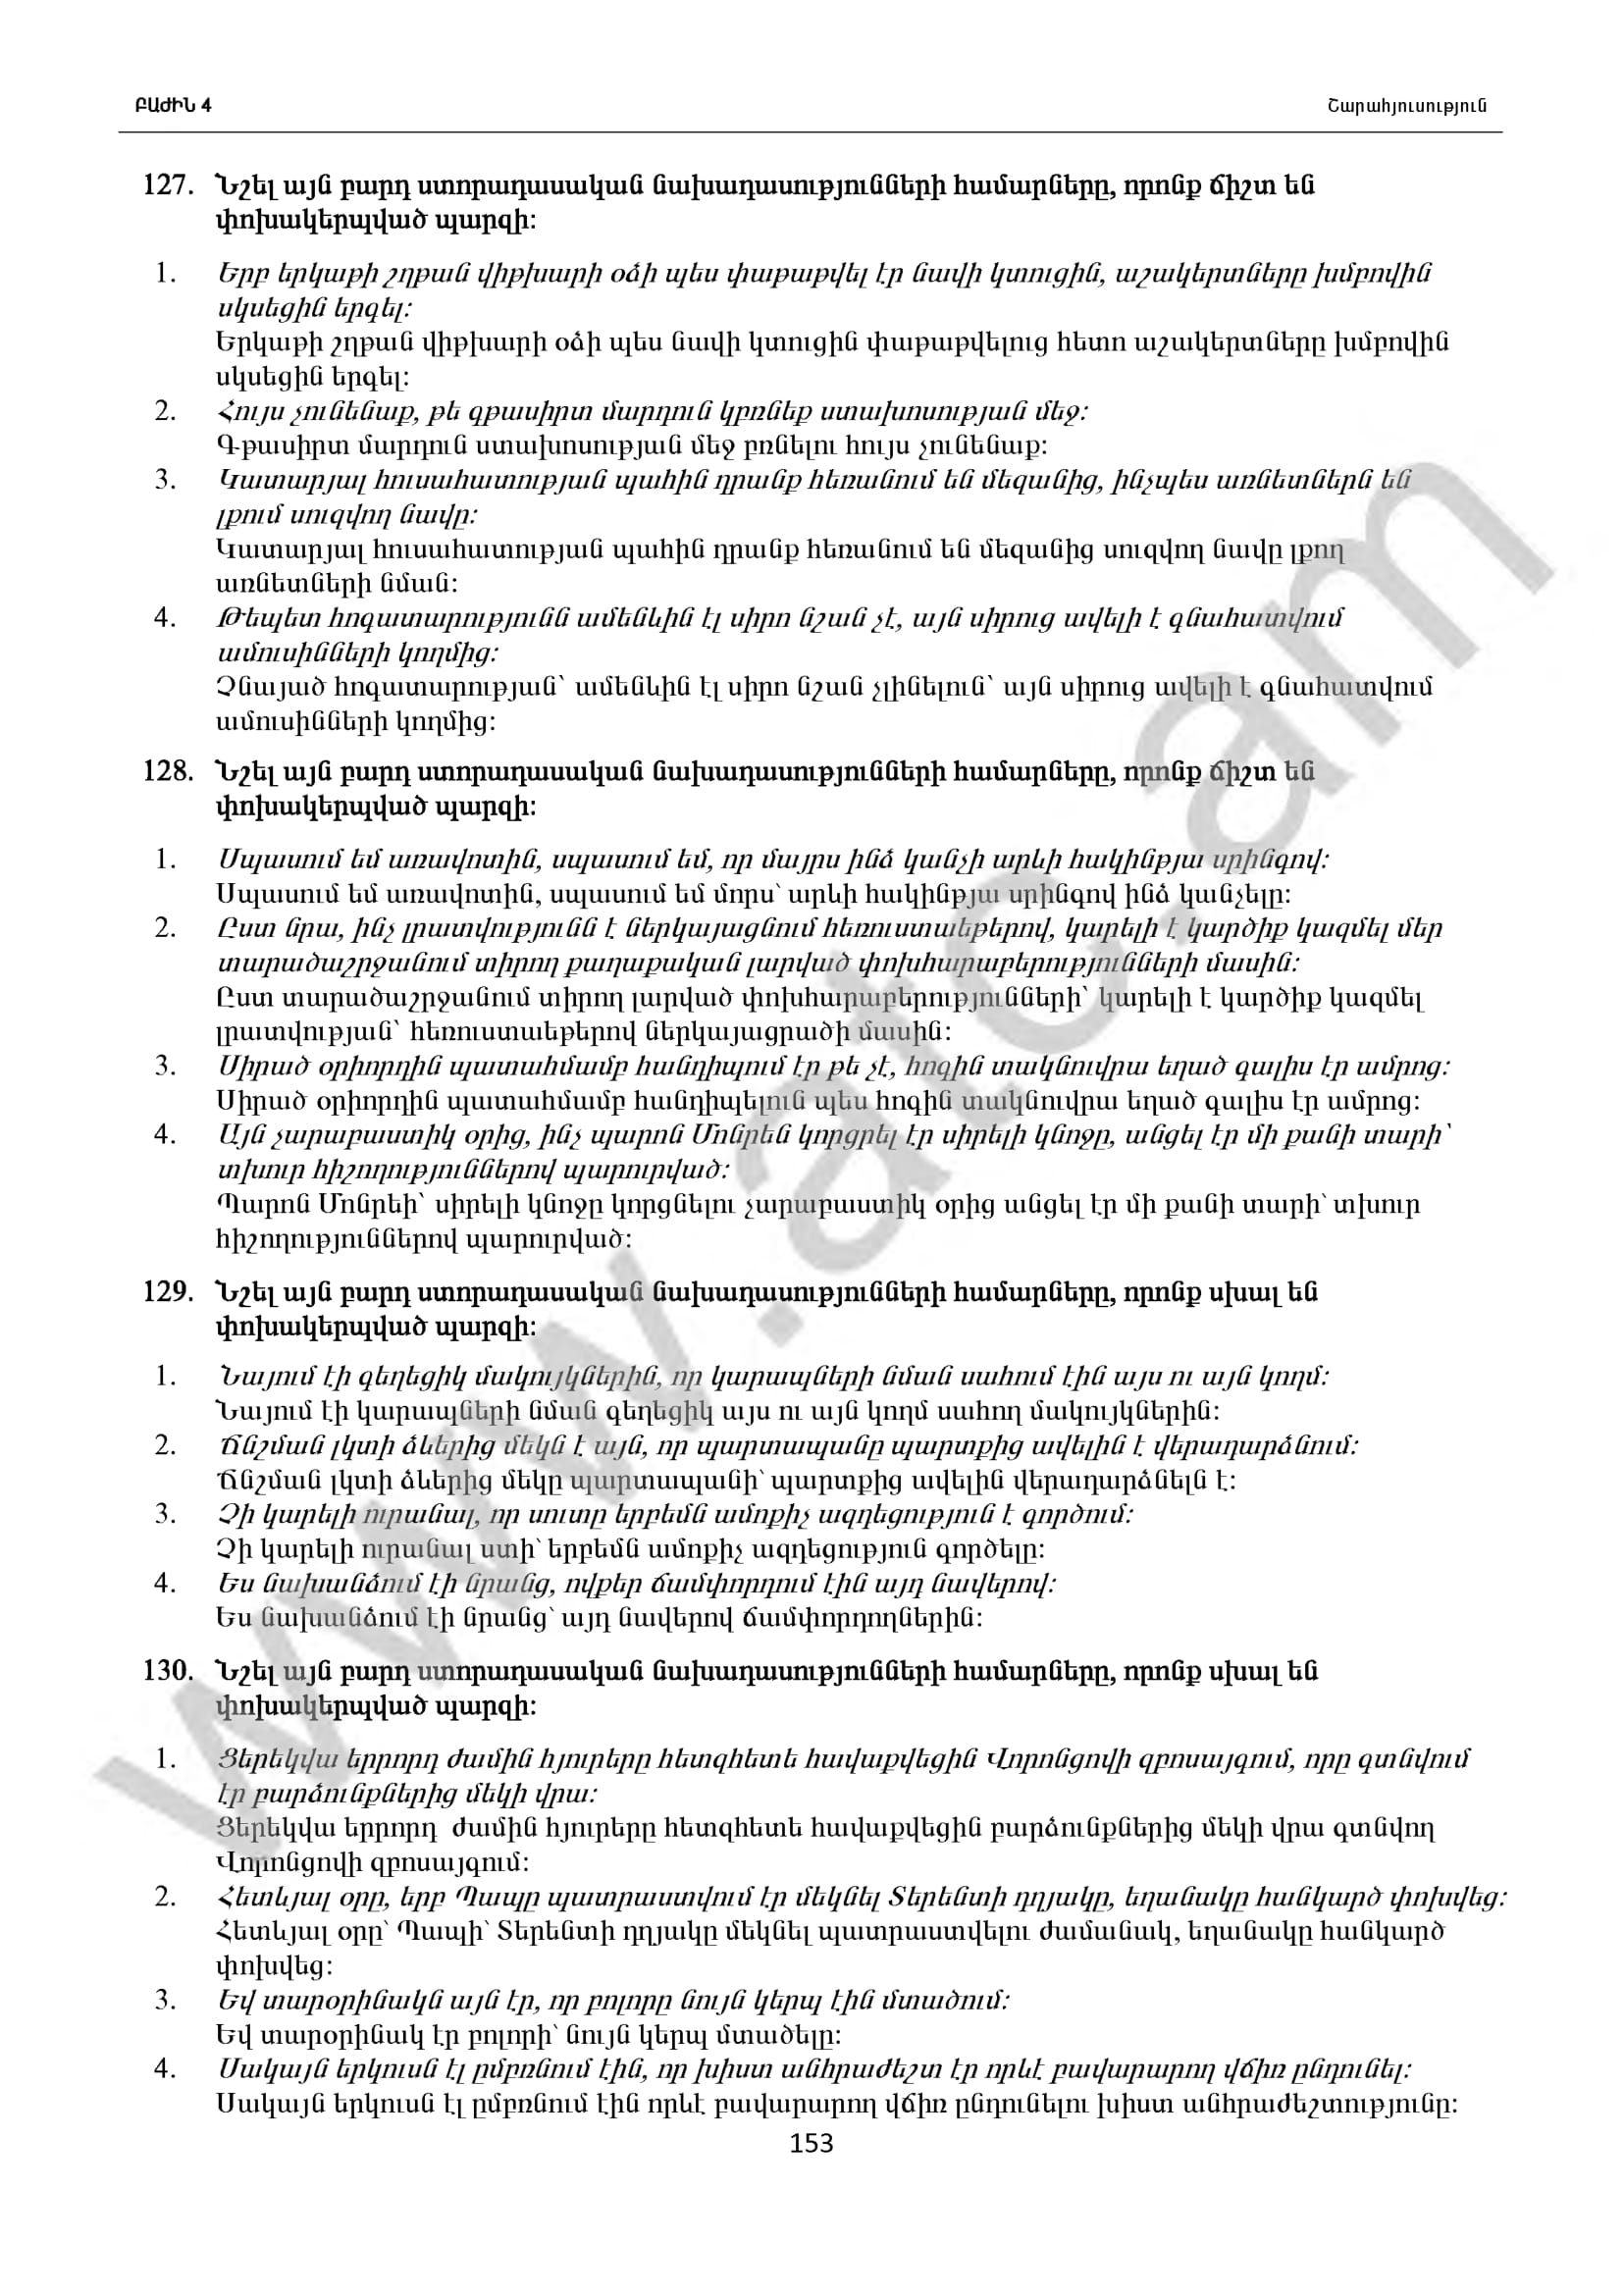 ԲԱԺԻՆ 4
Շարահյուսություն
127. Նշել այն բարդ ստորադասական նախադասությունների համարները, որոնք ճիշտ են
փոխակերպված պարզի:
1. Երբ երկաթի շղթան վիթխարի օձի պես փաթաթվել էր նավի կտուցին, աշակերտները խմբովին
սկսեցին երգել:
Երկաթի շղթան վիթխարի օձի պես նավի կտուցին փաթաթվելուց հետո աշակերտները խմբովին
սկսեցին երգել:
2. Հույս չունենաք, թե գթասիրտ մարդուն կբռնեք ստախոսության մեջ:
Գթասիրտ մարդուն ստախոսության մեջ բռնելու հույս չունենաք:
3. Կատարյալ հուսահատության պահին դրանք հեռանում են մեզանից, ինչպես առնետներն են
լքում սուզվող նավը:
Կատարյալ հուսահատության պահին դրանք հեռանում են մեզանից սուզվող նավը լքող
առնետների նման:
4. Թեպետ հոգատարությունն ամենևին էլ սիրո նշան չէ, այն սիրուց ավելի է գնահատվում
ամուսինների կողմից:
Չնայած հոգատարության՝ ամենևին էլ սիրո նշան չլինելուն՝ այն սիրուց ավելի է գնահատվում
ամուսինների կողմից:
128. Նշել այն բարդ ստորադասական նախադասությունների համարները, որոնք ճիշտ են
փոխակերպված պարզի:
1. Սպասում եմ առավոտին, սպասում եմ, որ մայրս ինձ կանչի արևի հակինթյա սրինգով:
Սպասում եմ առավոտին, սպասում եմ մորս՝ արևի հակինթյա սրինգով ինձ կանչելը:
2. Ըստ նրա, ինչ լրատվությունն է ներկայացնում հեռուստաեթերով, կարելի է կարծիք կազմել մեր
տարածաշրջանում տիրող քաղաքական լարված փոխհարաբերությունների մասին:
Ըստ տարածաշրջանում տիրող լարված փոխհարաբերությունների՝ կարելի է կարծիք կազմել
լրատվության՝ հեռուստաեթերով ներկայացրածի մասին:
3. Սիրած օրիորդին պատահմամբ հանդիպում էր թե չէ, հոգին տակնուվրա եղած գալիս էր ամրոց:
Սիրած օրիորդին պատահմամբ հանդիպելուն պես հոգին տակնուվրա եղած գալիս էր ամրոց:
4. Այն չարաբաստիկ օրից, ինչ պարոն Մոնրեն կորցրել էր սիրելի կնոջը, անցել էր մի քանի տարի՝
տխուր հիշողություններով պարուրված:
Պարոն Մոնրեի՝ սիրելի կնոջը կորցնելու չարաբաստիկ օրից անցել էր մի քանի տարի՝ տխուր
հիշողություններով պարուրված:
129. Նշել այն բարդ ստորադասական նախադասությունների համարները, որոնք սխալ են
փոխակերպված պարզի:
1. Նայում էի գեղեցիկ մակույկներին, որ կարապների նման սահում էին այս ու այն կողմ:
Նայում էի կարապների նման գեղեցիկ այս ու այն կողմ սահող մակույկներին:
2. Ճնշման լկտի ձևերից մեկն է այն, որ պարտապանը պարտքից ավելին է վերադարձնում:
Ճնշման լկտի ձևերից մեկը պարտապանի՝ պարտքից ավելին վերադարձնելն է:
3. Չի կարելի ուրանալ, որ սուտը երբեմն ամոքիչ ազդեցություն է գործում:
Չի կարելի ուրանալ ստի՝ երբեմն ամոքիչ ազդեցություն գործելը:
4. Ես նախանձում էի նրանց, ովքեր ճամփորդում էին այդ նավերով:
Ես նախանձում էի նրանց՝ այդ նավերով ճամփորդողներին:
130. Նշել այն բարդ ստորադասական նախադասությունների համարները, որոնք սխալ են
փոխակերպված պարզի:
1. Ցերեկվա երրորդ ժամին հյուրերը հետզհետե հավաքվեցին Վորոնցովի զբոսայգում, որը գտնվում
էր բարձունքներից մեկի վրա:
Ցերեկվա երրորդ ժամին հյուրերը հետզհետե հավաքվեցին բարձունքներից մեկի վրա գտնվող
Վորոնցովի զբոսայգում:
2. Հետևյալ օրը, երբ Պապը պատրաստվում էր մեկնել Տերենտի դղյակը, եղանակը հանկարծ փոխվեց:
Հետևյալ օրը՝ Պապի՝ Տերենտի դղյակը մեկնել պատրաստվելու ժամանակ, եղանակը հանկարծ
փոխվեց:
3. Եվ տարօրինակն այն էր, որ բոլորը նույն կերպ էին մտածում:
Եվ տարօրինակ էր բոլորի՝ նույն կերպ մտածելը:
4. Սակայն երկուսն էլ ըմբռնում էին, որ խիստ անհրաժեշտ էր որևէ բավարարող վճիռ ընդունել:
Սակայն երկուսն էլ ըմբռնում էին որևէ բավարարող վճիռ ընդունելու խիստ անհրաժեշտությունը:
153
www.atc.am